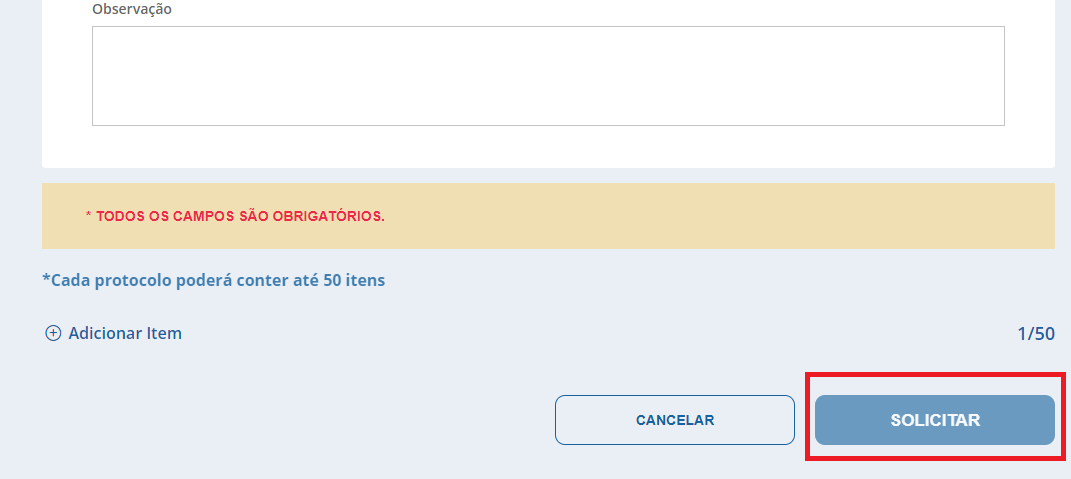 Observação
* TODOS OS CAMPOS SÃO OBRIGATÓRIOS.
*Cada protocolo poderá conter até 50 itens
Adicionar Item
1/50
CANCELAR
SOLICITAR